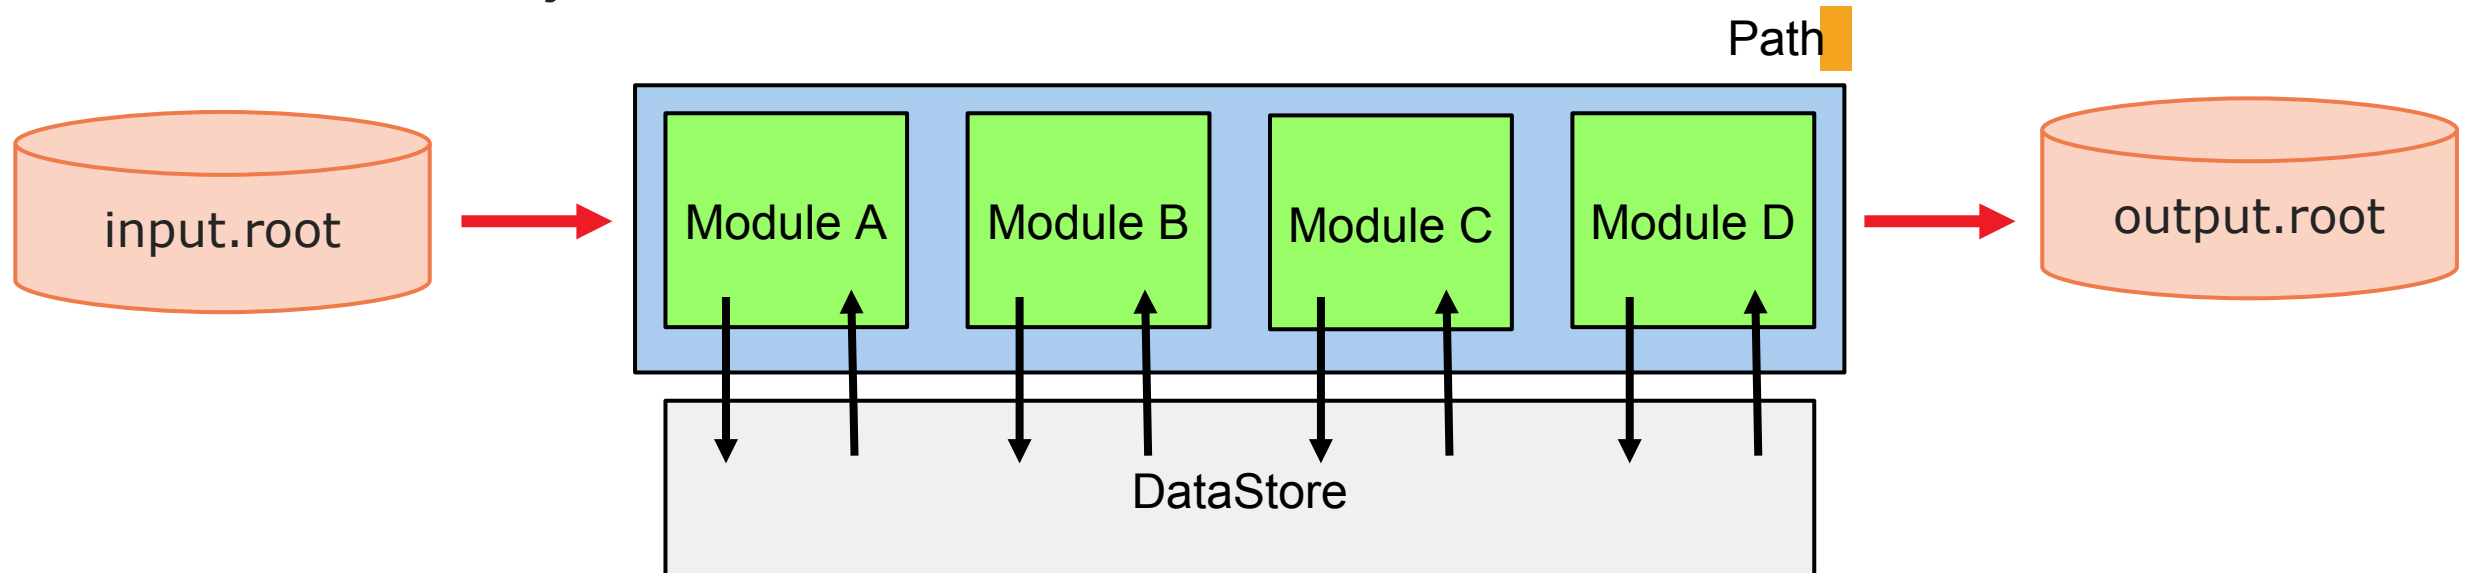 Path
input.root
Module A
Module B
Module C
Module D
output.root
DataStore